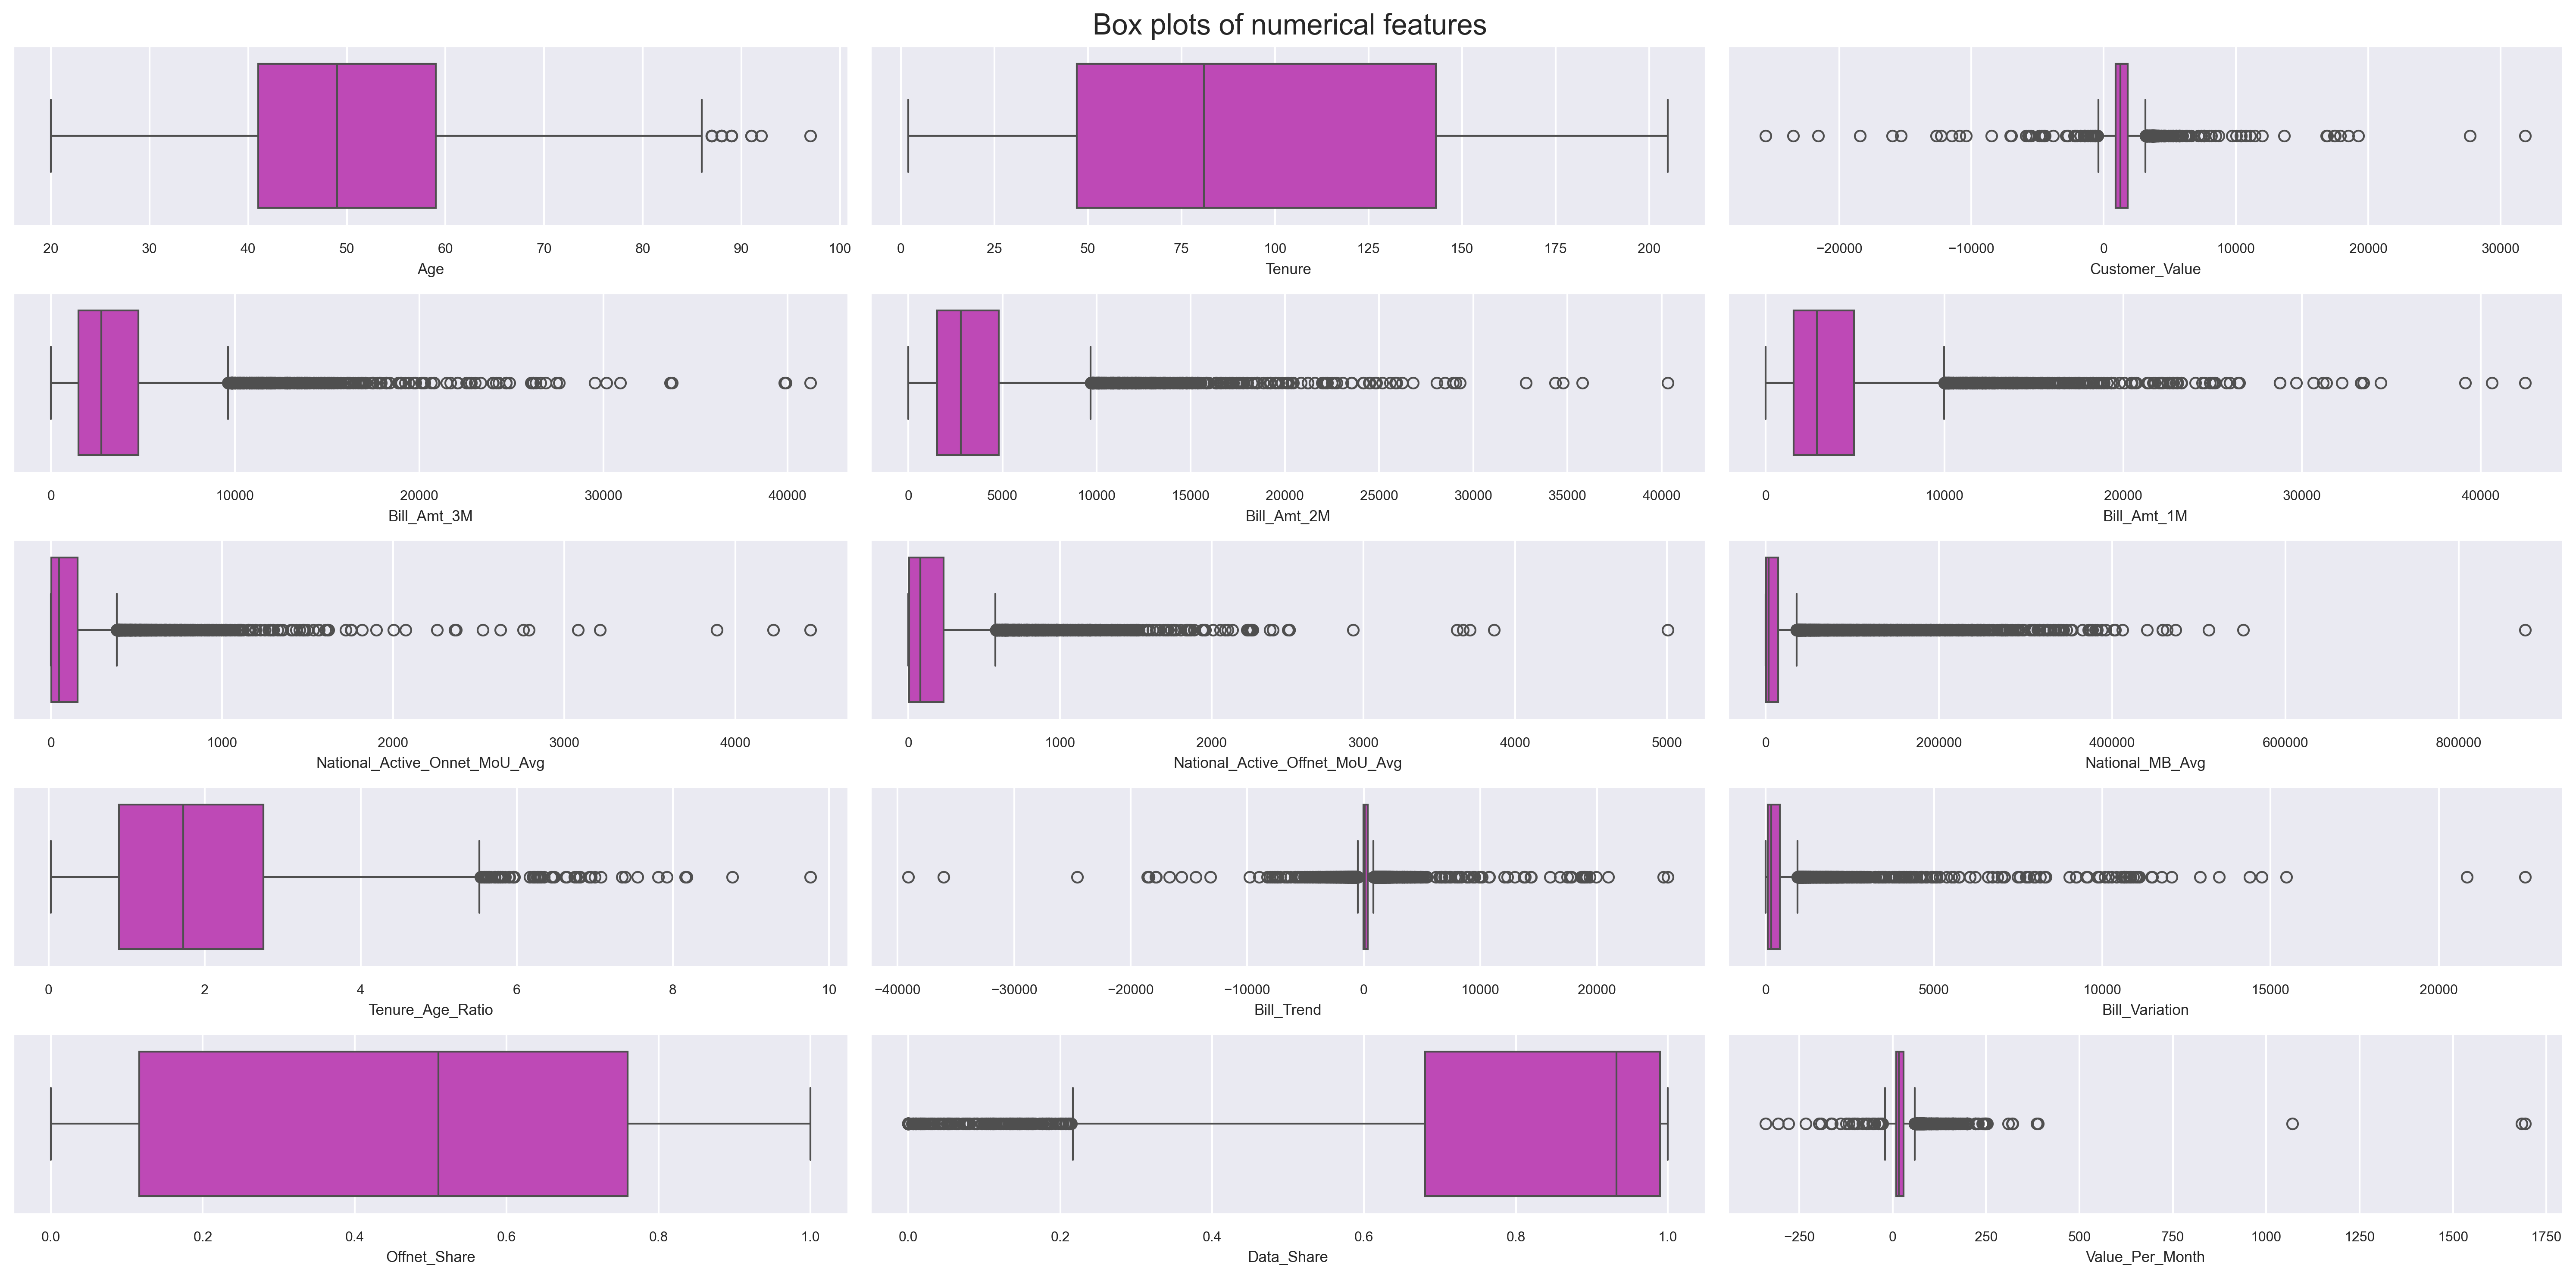 Box plots of numerical features
20 30 40 50 60 70 80 90 100
Age
0 25 50 75 100 125 150 175 200
Tenure
−20000 −10000 0 10000 20000 30000
Customer_Value
0 10000 20000 30000 40000
Bill_Amt_3M
0 5000 10000 15000 20000 25000 30000 35000 40000
Bill_Amt_2M
0 10000 20000 30000 40000
Bill_Amt_1M
0 1000 2000 3000 4000
National_Active_Onnet_MoU_Avg
0 1000 2000 3000 4000 5000
National_Active_Offnet_MoU_Avg
0 200000 400000 600000 800000
National_MB_Avg
0 2 4 6 8 10
Tenure_Age_Ratio
−40000 −30000 −20000 −10000 0 10000 20000
Bill_Trend
0 5000 10000 15000 20000
Bill_Variation
0.0 0.2 0.4 0.6 0.8 1.0
Offnet_Share
0.0 0.2 0.4 0.6 0.8 1.0
Data_Share
−250 0 250 500 750 1000 1250 1500 1750
Value_Per_Month